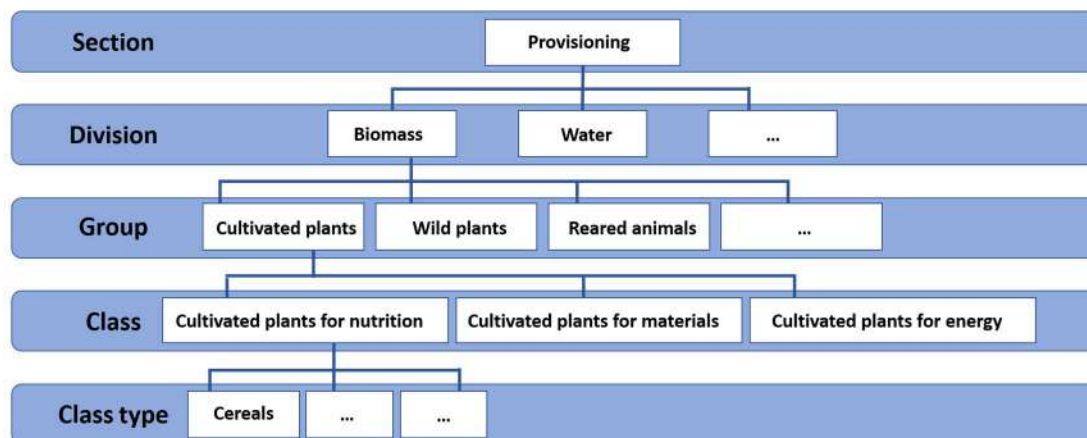 Section
Provisioning
Division
Biomass
Water
...
Group
Cultivated plants
Wild plants
Reared animals
...
Class
Cultivated plants for nutrition
Cultivated plants for materials
Cultivated plants for energy
Class type
Cereals
...
...